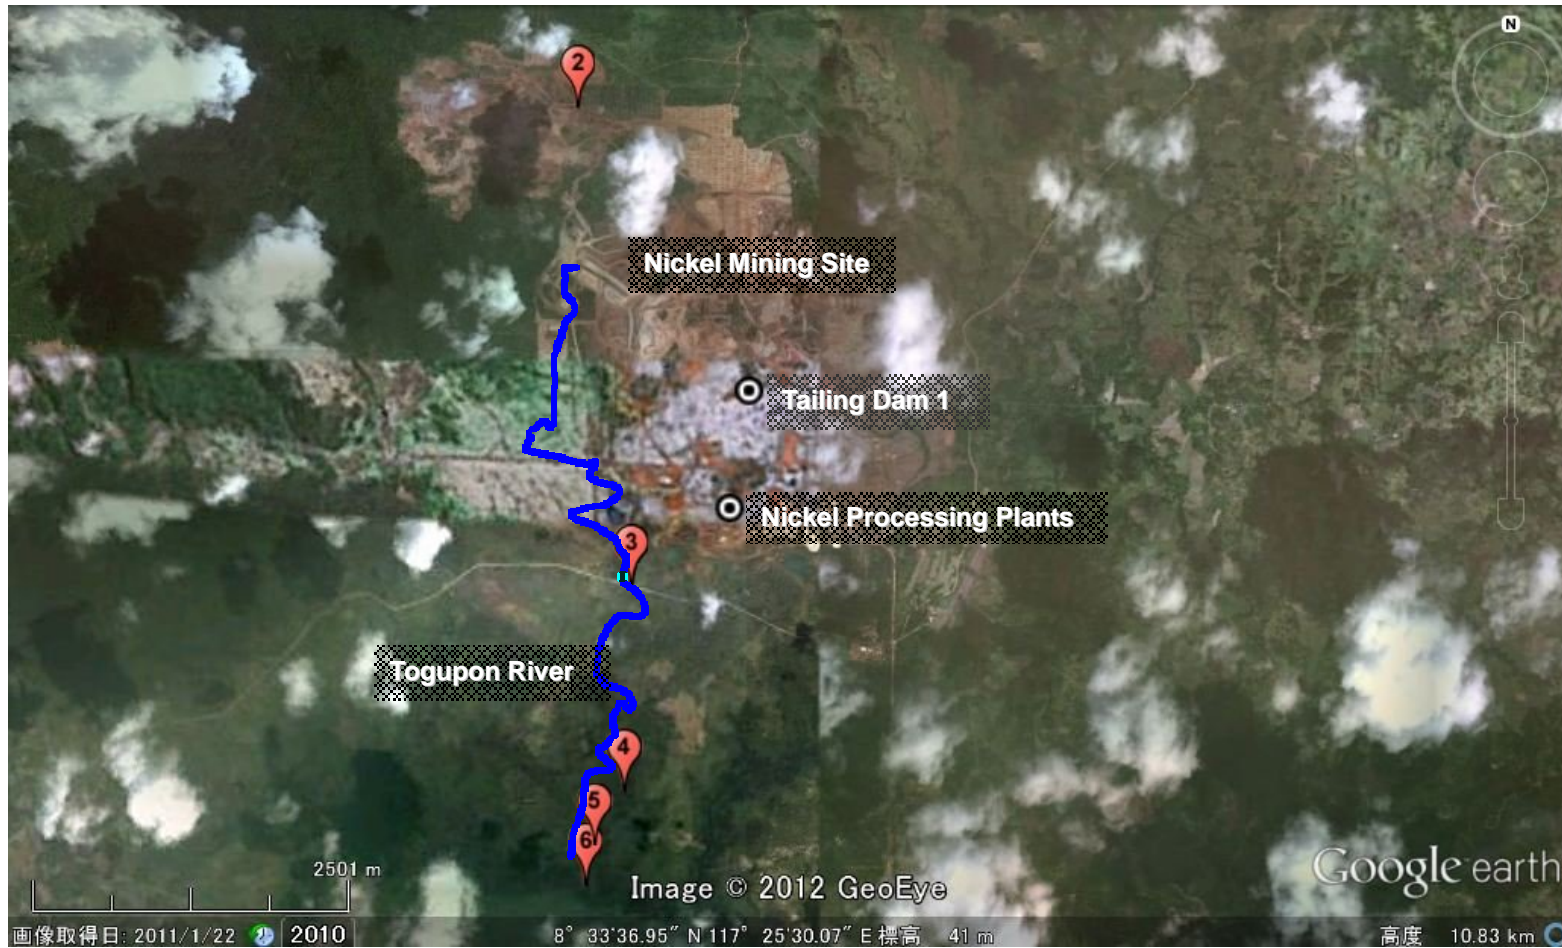 N
2
Nickel Mining Site
Tailing Dam 1
Nickel Processing Plants
3
Togupon River
4
5
6
2501 m
Image © 2012 GeoEye
Google earth
画像取得日: 2011/1/22 2010 8° 33'36.95" N 117° 25'30.07" E 標高 41 m 高度 10.83 km